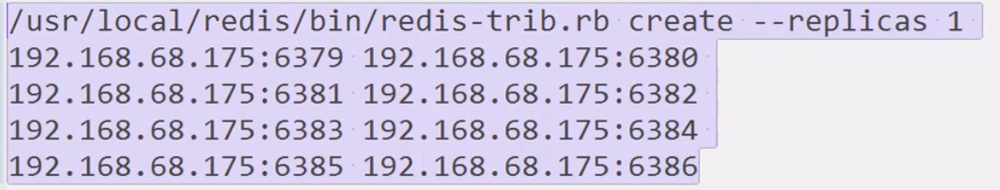 /usr/local/redis/bin/redis-trib.rb create --replicas 1
192.168.68.175:6379 192.168.68.175:6380
192.168.68.175:6381 192.168.68.175:6382
192.168.68.175:6383 192.168.68.175:6384
192.168.68.175:6385 192.168.68.175:6386